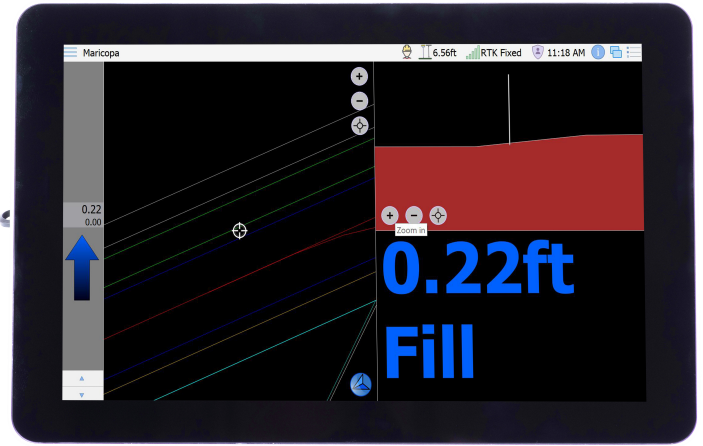 Maricopa
6.56ft
RTK Fixed
11:18 AM
i
0.22
0.00
Zoom in
0.22ft
Fill